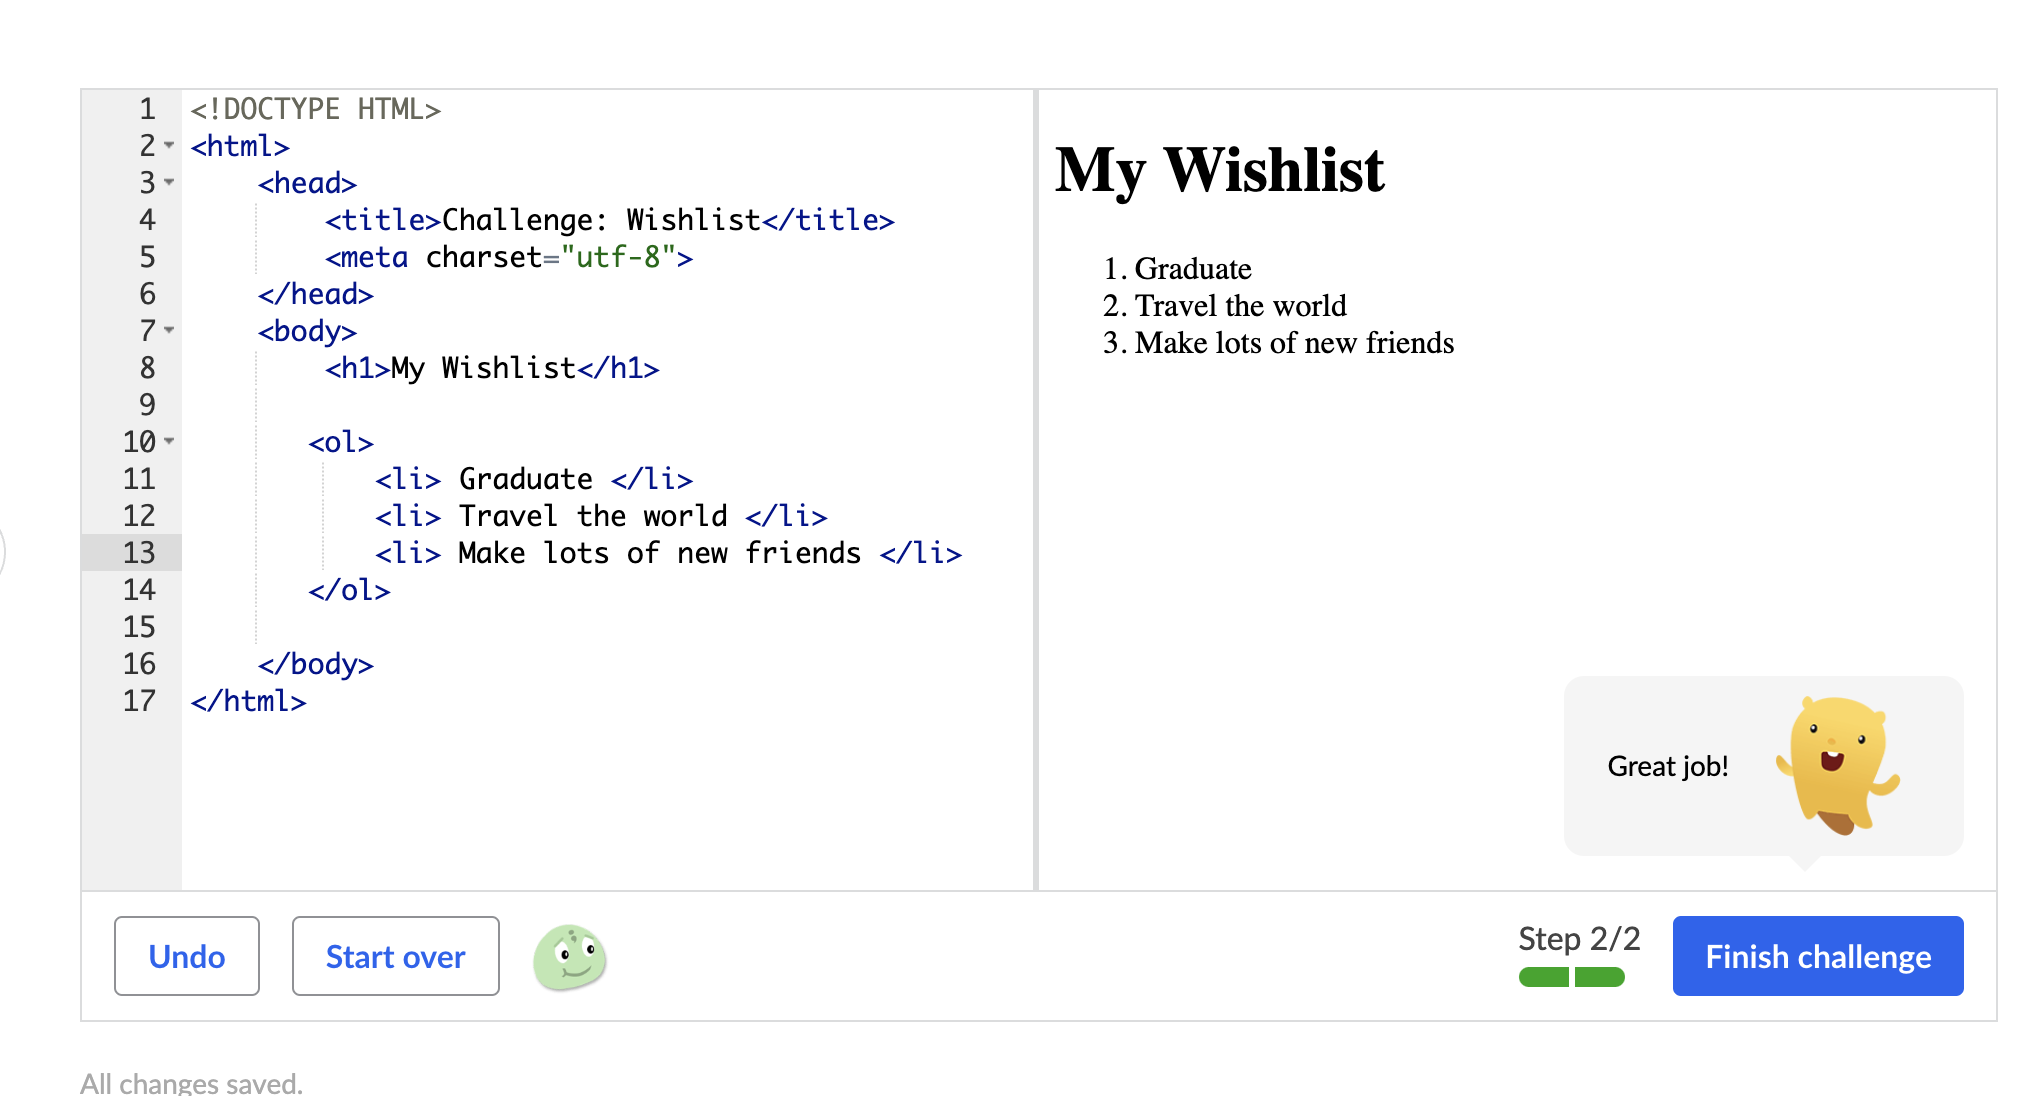 1 <!DOCTYPE HTML>
2 <html>
3 <head>
4 <title>Challenge: Wishlist</title>
5 <meta charset="utf-8">
6 </head>
7 <body>
8 <h1>My Wishlist</h1>
9
10 <ol>
11 <li> Graduate </li>
12 <li> Travel the world </li>
13 <li> Make lots of new friends </li>
14 </ol>
15
16 </body>
17 </html>
My Wishlist
1. Graduate
2. Travel the world
3. Make lots of new friends
Great job!
Undo
Start over
Step 2/2
Finish challenge
All changes saved.